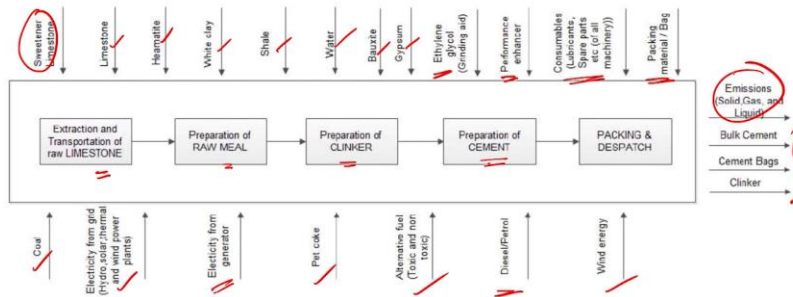 Sweetener
Limestone
Limestone
Heamatite
White clay
Shale
Water
Bauxite
Gypsum
Ethylene
glycol
(Grinding aid)
Performance
enhancer
Consumables
(Lubricants,
Spare parts
etc (of all
machinery))
Packing
material / Bag
Extraction and
Transportation of
raw LIMESTONE
Preparation of
RAW MEAL
Preparation of
CLINKER
Preparation of
CEMENT
PACKING &
DESPATCH
Emissions
(Solid,Gas, and
Liquid)
Bulk Cement
Cement Bags
Clinker
Coal
Electricity from grid
(Hydro,solar,thermal
and wind power
plants)
Electicity from
generator
Pet coke
Alternative fuel
(Toxic and non
toxic)
Diesel/Petrol
Wind energy